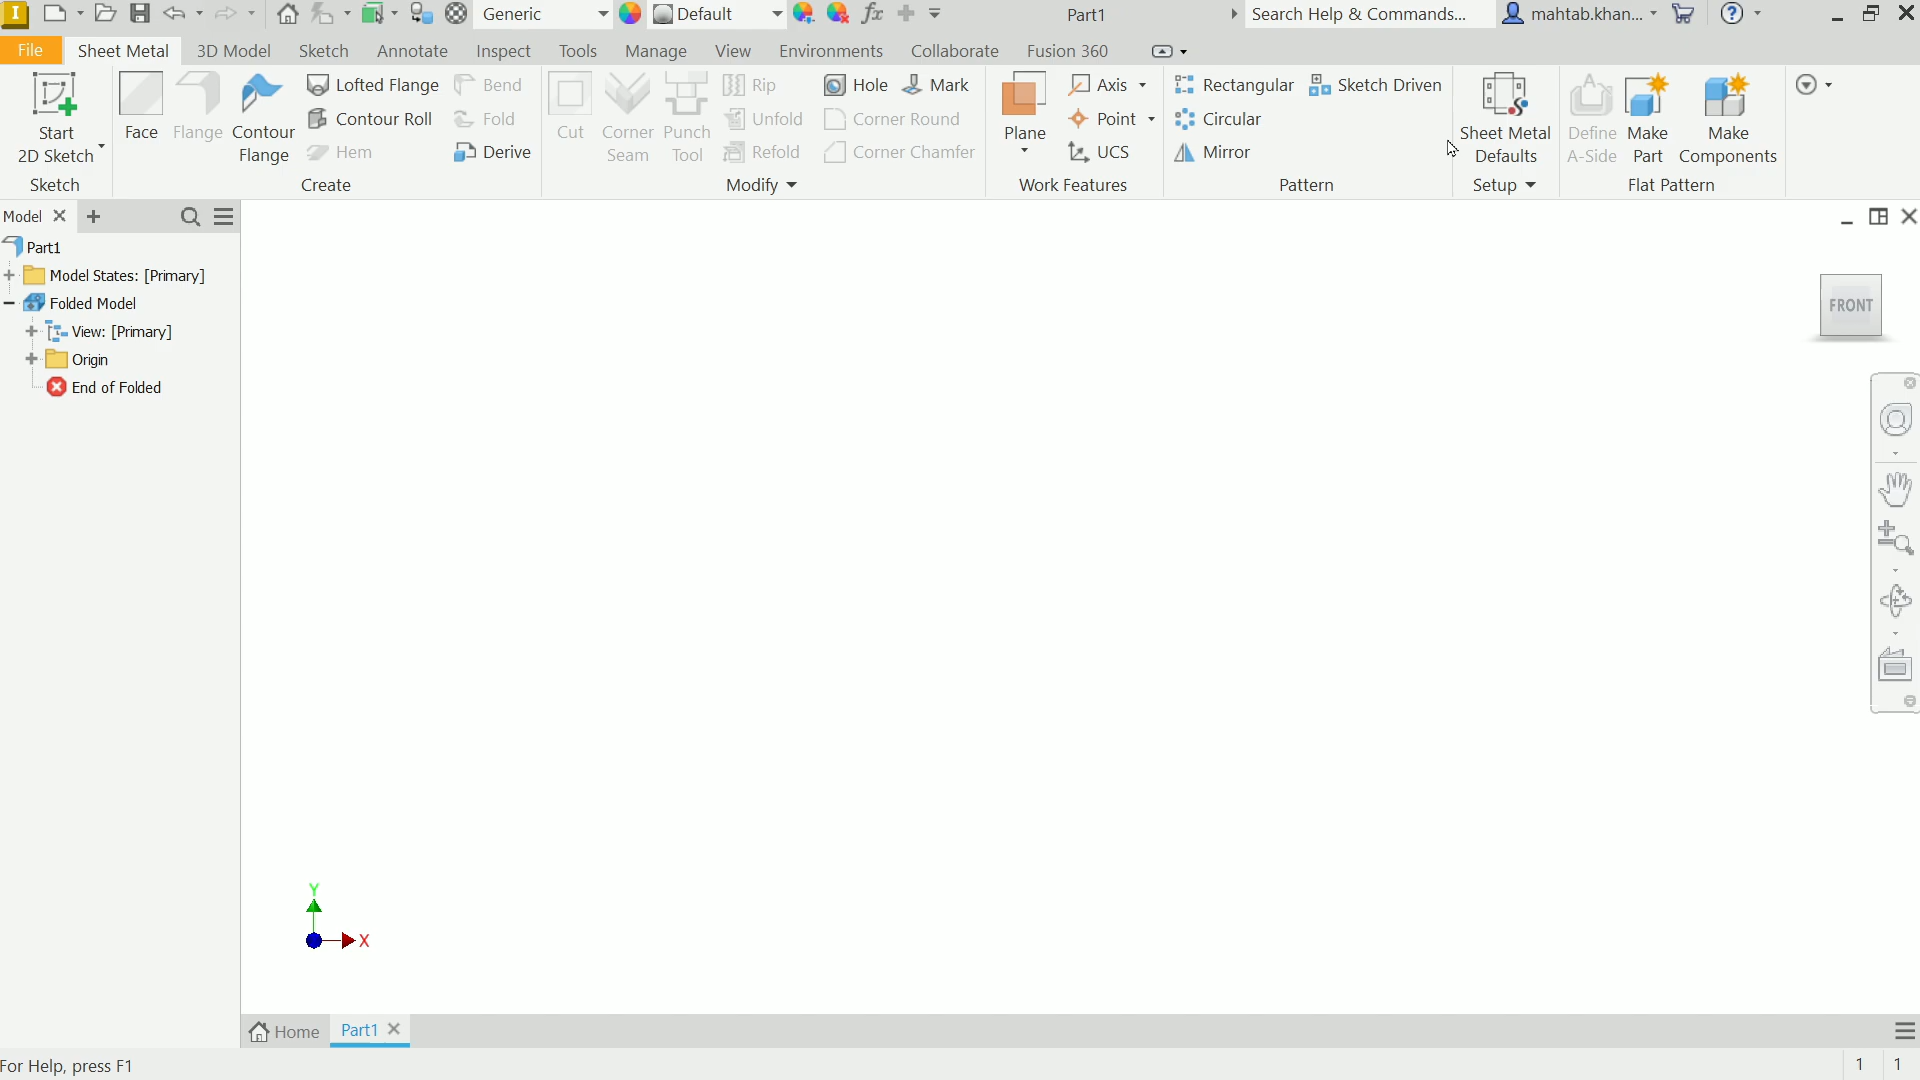 I Generic Default fx Part1 Search Help & Commands... mahtab.khan... ?
File Sheet Metal 3D Model Sketch Annotate Inspect Tools Manage View Environments Collaborate Fusion 360
Start 2D Sketch
Face
Flange
Contour Flange
Lofted Flange
Contour Roll
Hem
Bend
Fold
Derive
Cut
Corner Seam
Punch Tool
Rip
Unfold
Refold
Hole
Mark
Corner Round
Corner Chamfer
Plane
Axis
Point
UCS
Rectangular
Sketch Driven
Circular
Mirror
Sheet Metal Defaults
Define A-Side
Make Part
Make Components
Sketch Create Modify Work Features Pattern Setup Flat Pattern
Model
Part1
Model States: [Primary]
Folded Model
View: [Primary]
Origin
End of Folded
FRONT
Y
X
Home Part1
For Help, press F1 1 1